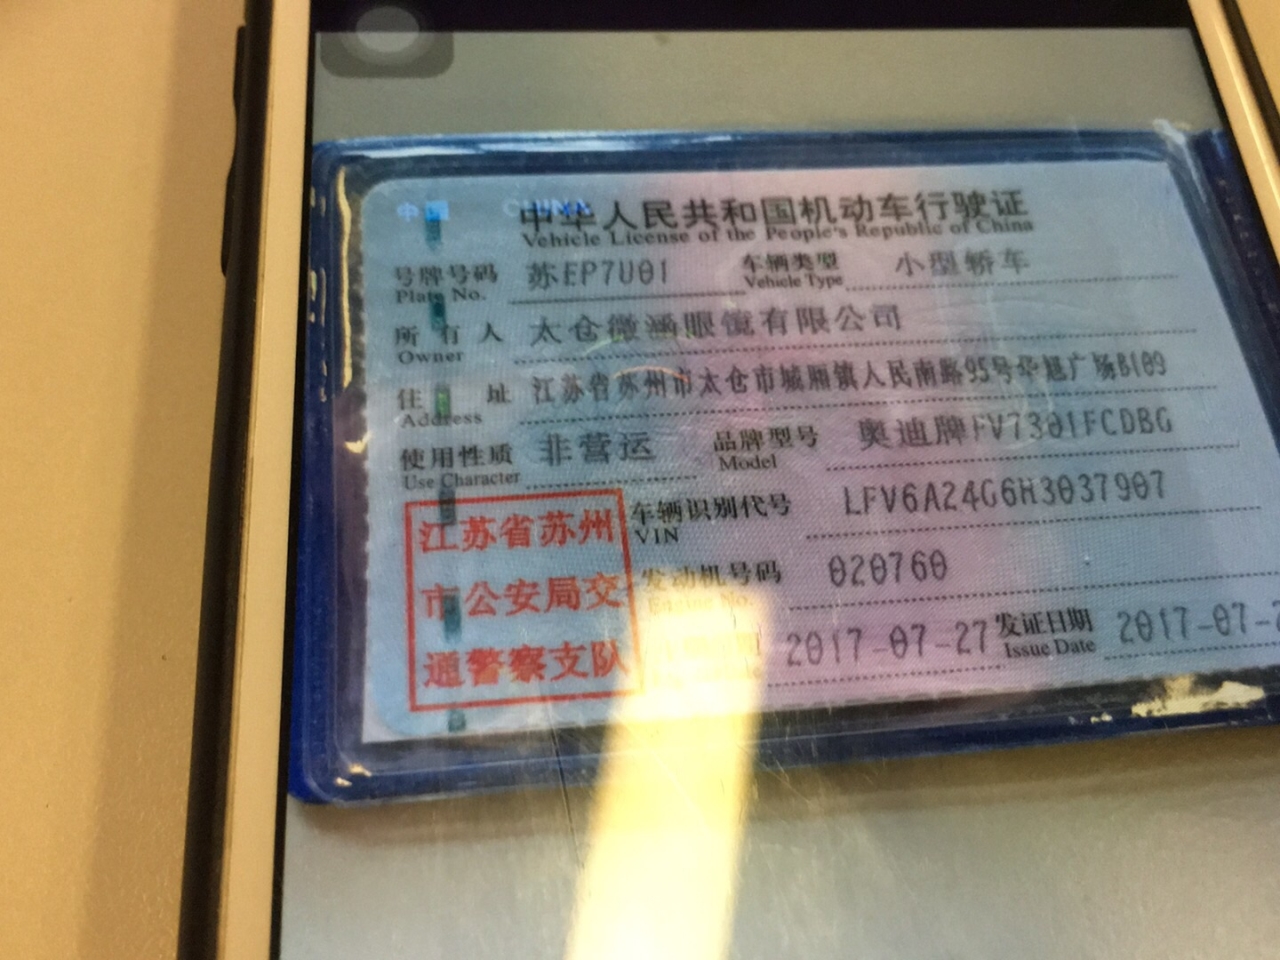 中华人民共和国机动车行驶证
Vehicle License of the People's Republic of China
号牌号码 苏EP7U01 车辆类型 小型轿车
Plate No. Vehicle Type
所有人 太仓微涵眼镜有限公司
Owner
住址 江苏省苏州市太仓市城厢镇人民南路95号华旭广场B109
Address
使用性质 非营运 品牌型号 奥迪牌FV7301FCDBG
Use Character Model
江苏省苏州 车辆识别代号 LFV6A24G6H3037907
VIN
市公安局交 发动机号码 020760
Engine No.
通警察支队 2017-07-27 发证日期 2017-07-
Issue Date